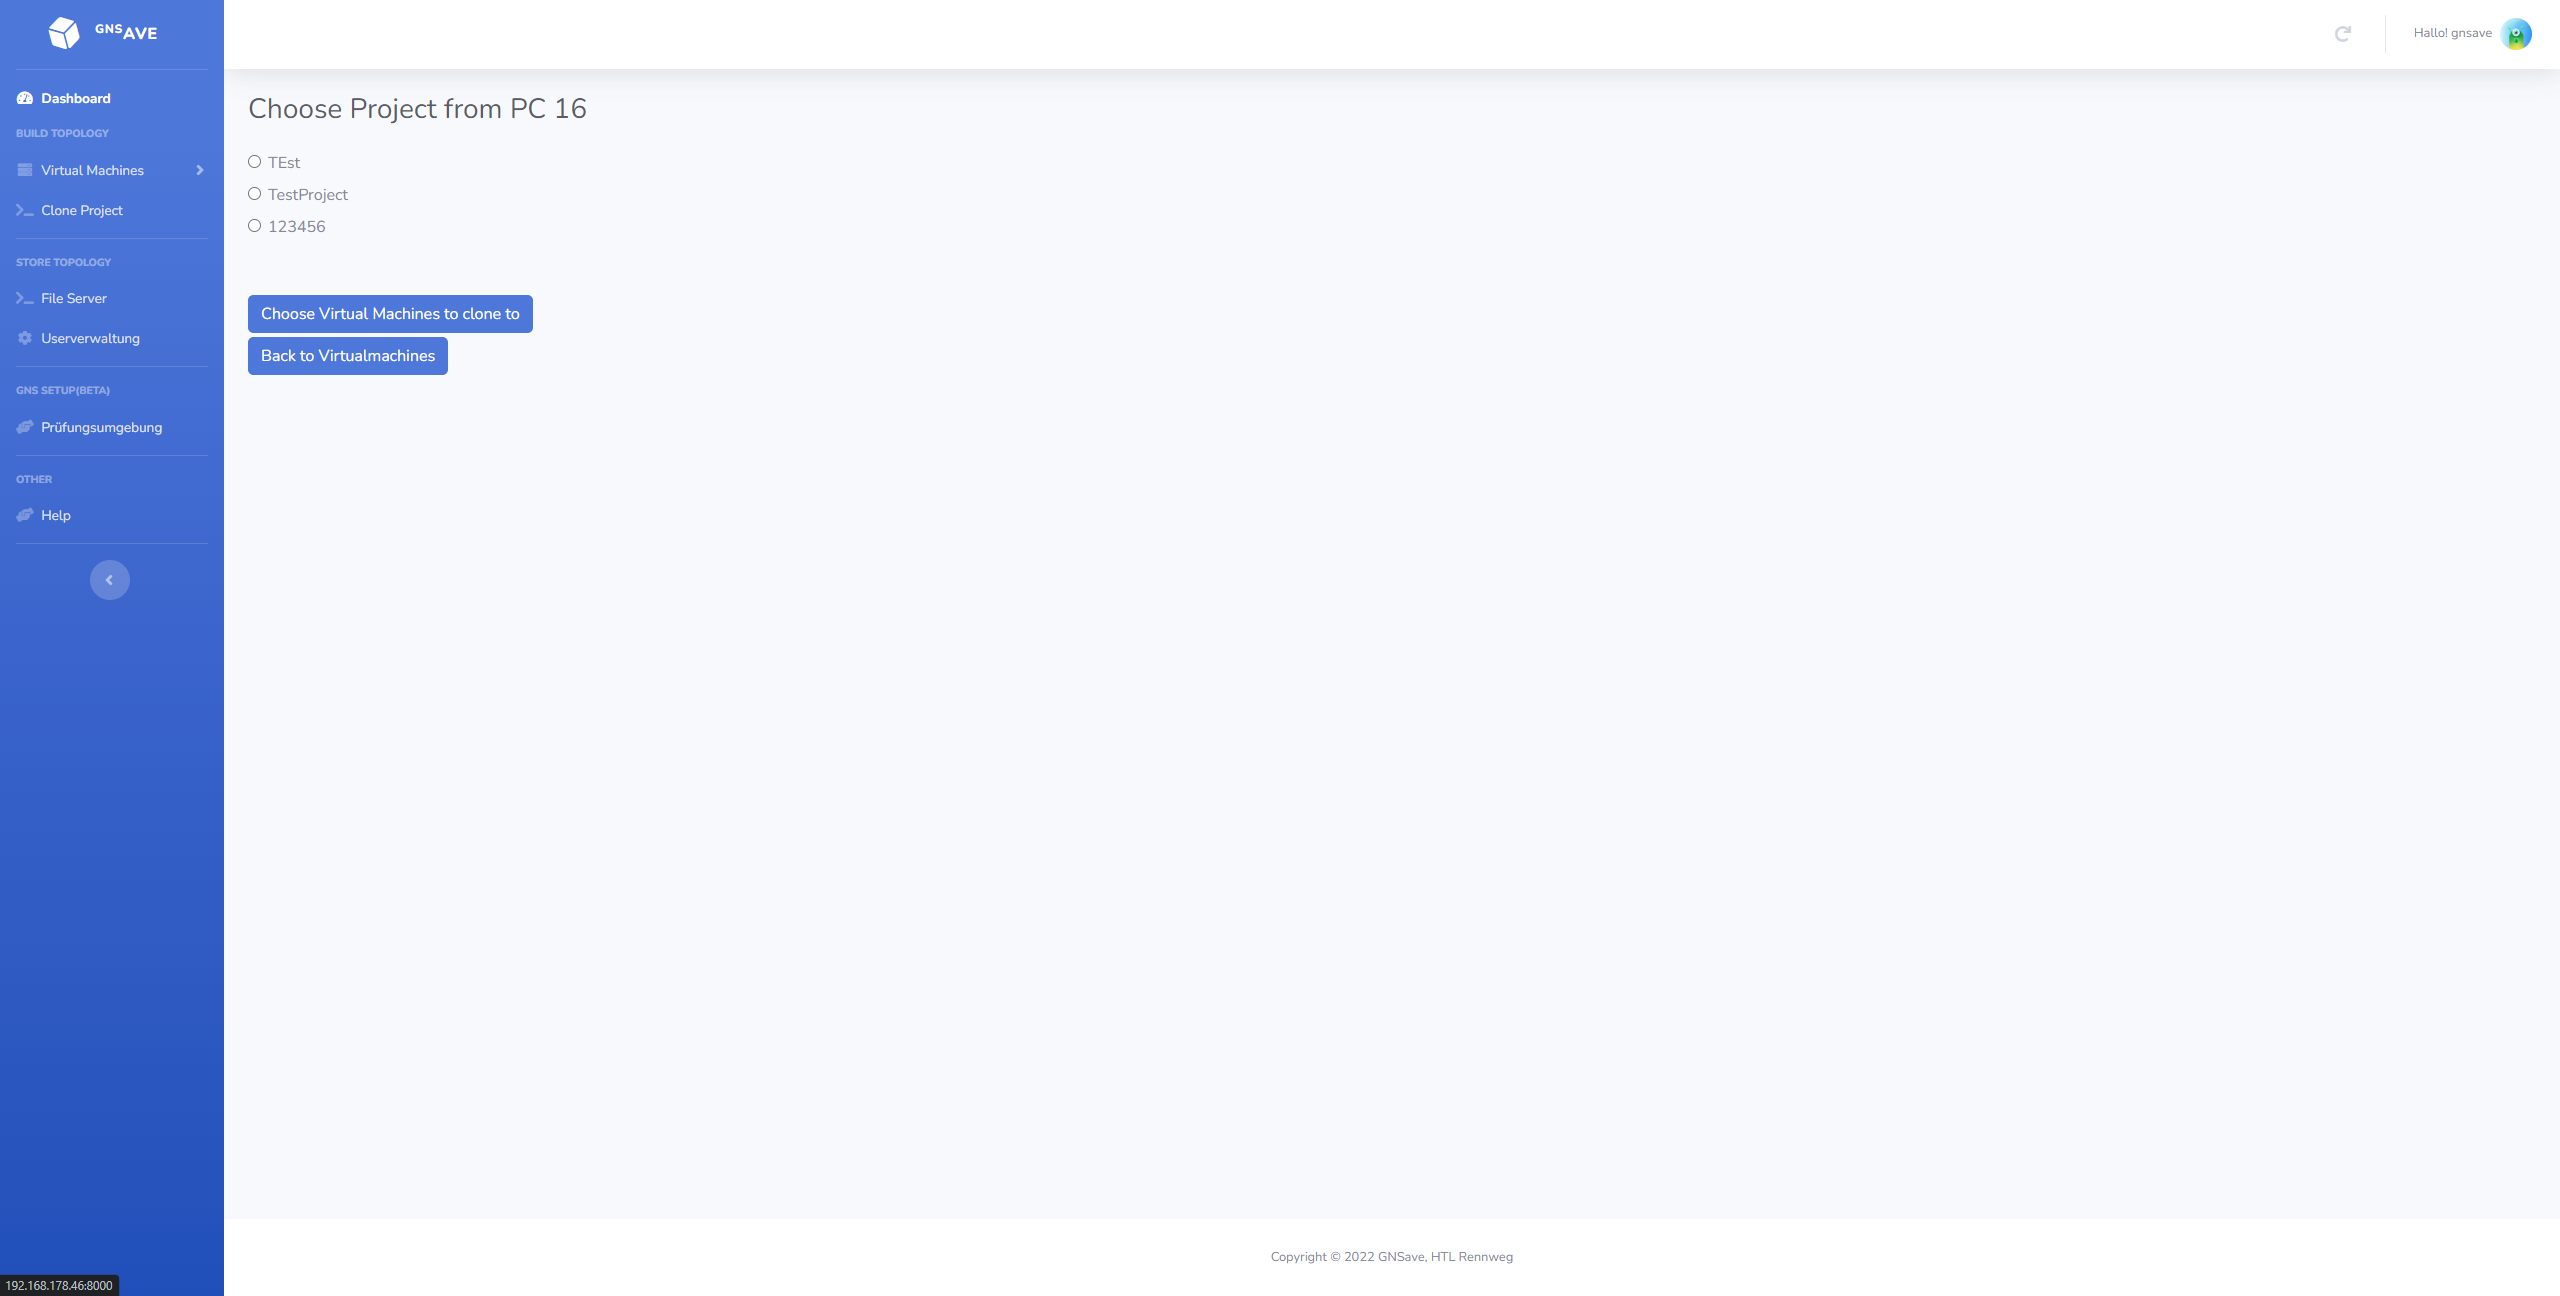 GNSAVE
Hallo! gnsave
Dashboard
BUILD TOPOLOGY
Virtual Machines
Clone Project
STORE TOPOLOGY
File Server
Userverwaltung
GNS SETUP(BETA)
Prüfungsumgebung
OTHER
Help
Choose Project from PC 16
TEst
TestProject
123456
Choose Virtual Machines to clone to
Back to Virtualmachines
Copyright © 2022 GNSave, HTL Rennweg
192.168.178.46:8000